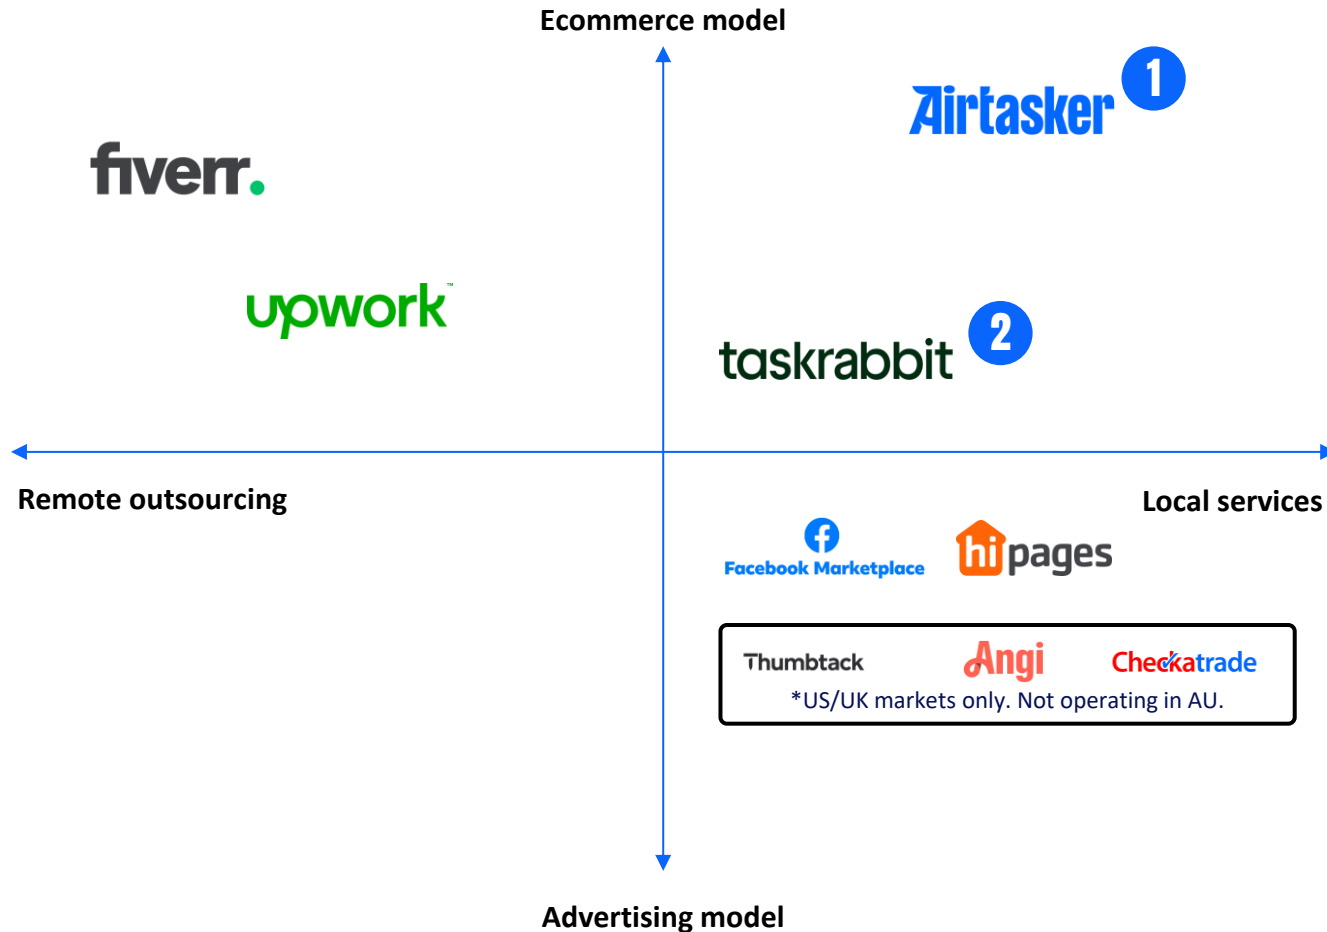 Ecommerce model
Airtasker 1
fiverr.
upwork™
taskrabbit 2
Remote outsourcing
Local services
Facebook Marketplace
hipages
Thumbtack Angi Checkatrade
*US/UK markets only. Not operating in AU.
Advertising model